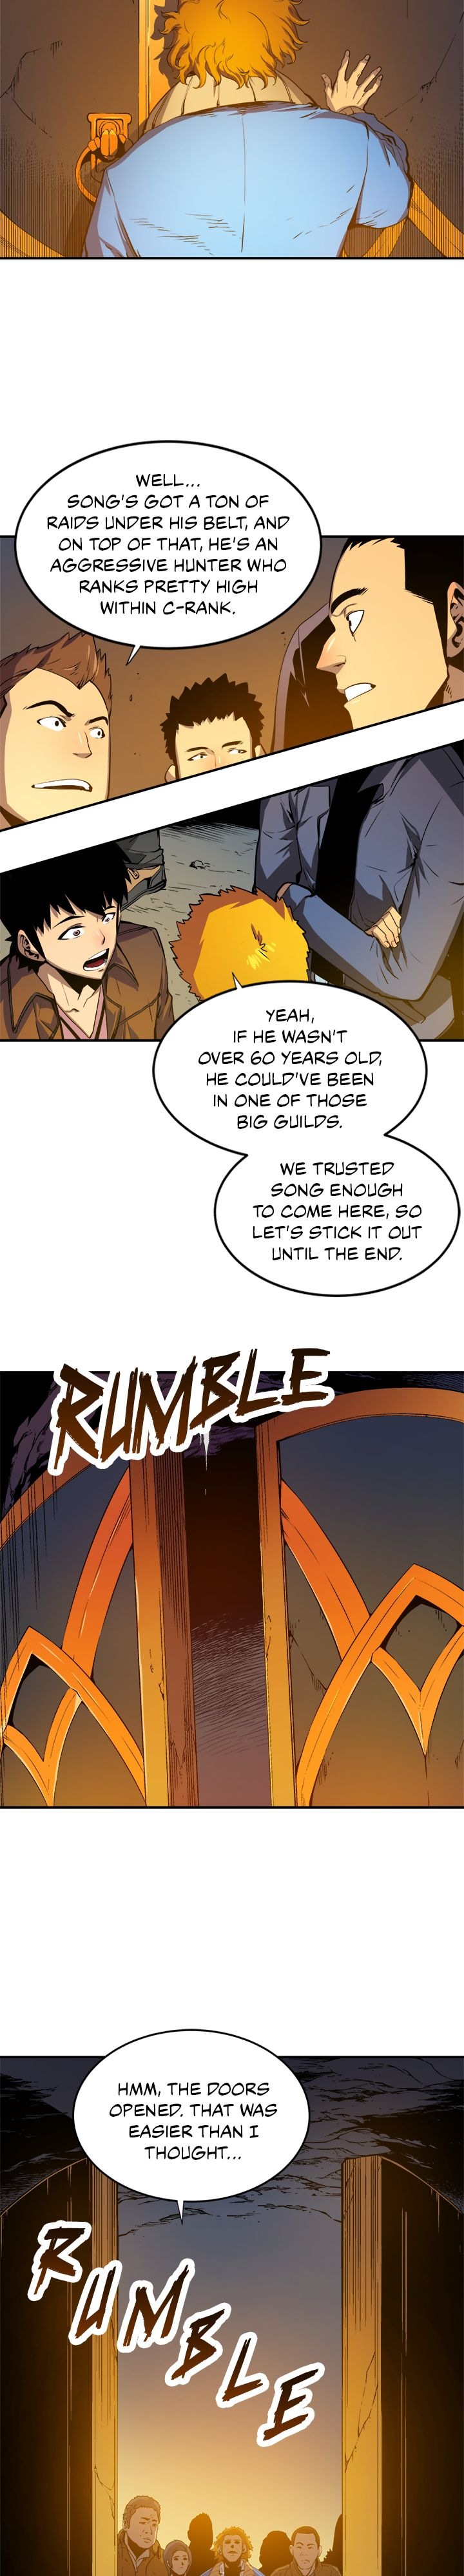 WELL...
SONG'S GOT A TON OF
RAIDS UNDER HIS BELT, AND
ON TOP OF THAT, HE'S AN
AGGRESSIVE HUNTER WHO
RANKS PRETTY HIGH
WITHIN C-RANK.
YEAH,
IF HE WASN'T
OVER 60 YEARS OLD,
HE COULD'VE BEEN
IN ONE OF THOSE
BIG GUILDS.
WE TRUSTED
SONG ENOUGH
TO COME HERE, SO
LET'S STICK IT OUT
UNTIL THE END.
RUMBLE
HMM, THE DOORS
OPENED. THAT WAS
EASIER THAN I
THOUGHT...
RUMBLE